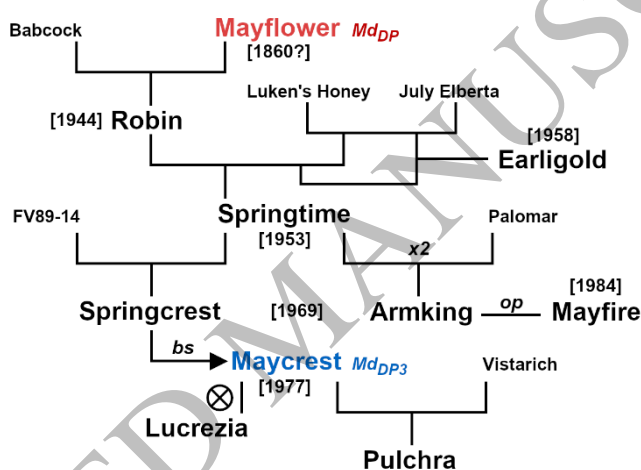 Babcock
Mayflower MdDP
[1860?]
Luken's Honey
July Elberta
[1944] Robin
[1958]
Earligold
FV89-14
Springtime
[1953]
Palomar
x2
Springcrest
[1969]
Armking
op
[1984]
Mayfire
bs
Maycrest MdDP3
[1977]
Vistarich
Lucrezia
Pulchra